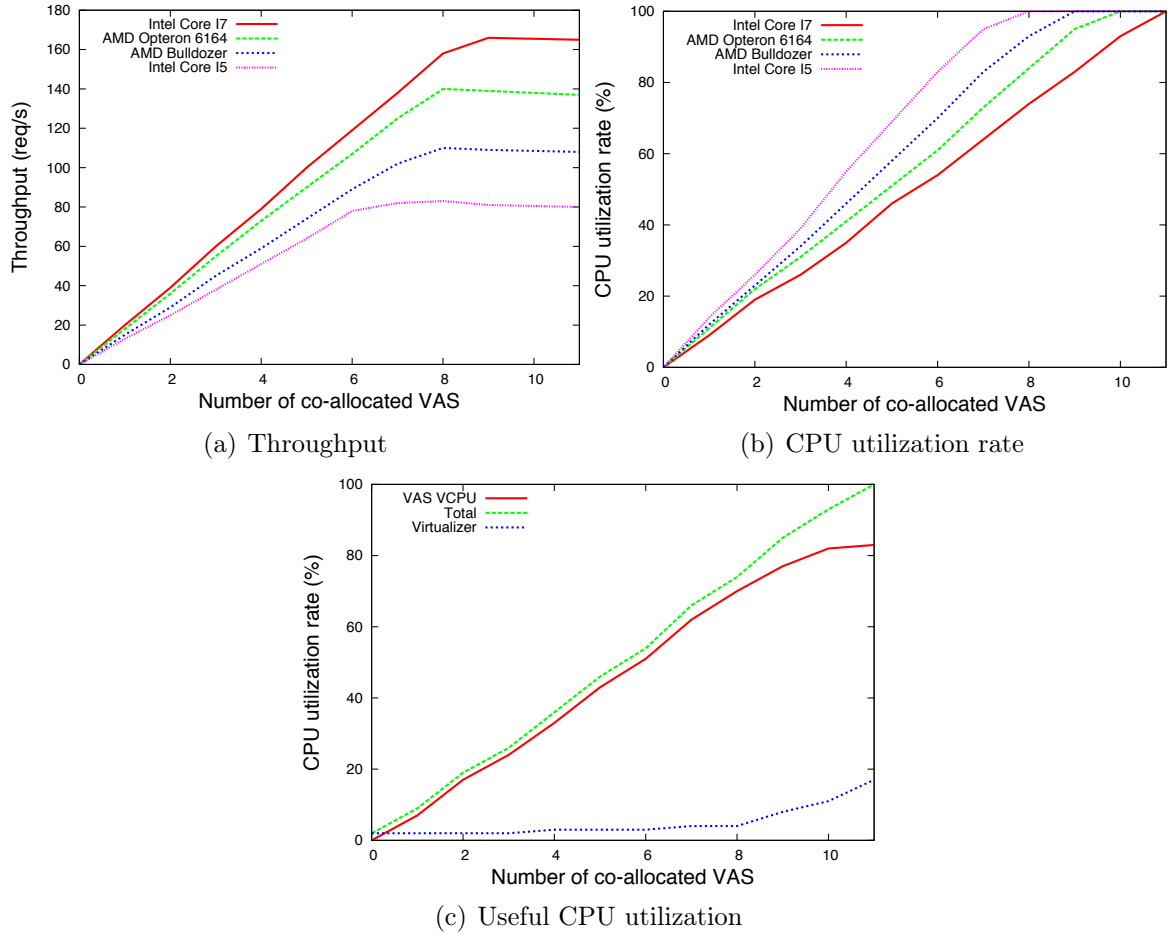 Intel Core I7
AMD Opteron 6164
AMD Bulldozer
Intel Core I5
Throughput (req/s)
160
140
120
100
80
60
40
20
0
0 2 4 6 8 10
Number of co-allocated VAS
(a) Throughput
Intel Core I7
AMD Opteron 6164
AMD Bulldozer
Intel Core I5
CPU utilization rate (%)
100
80
60
40
20
0
0 2 4 6 8 10
Number of co-allocated VAS
(b) CPU utilization rate
VAS VCPU
Total
Virtualizer
CPU utilization rate (%)
100
80
60
40
20
0
0 2 4 6 8 10
Number of co-allocated VAS
(c) Useful CPU utilization